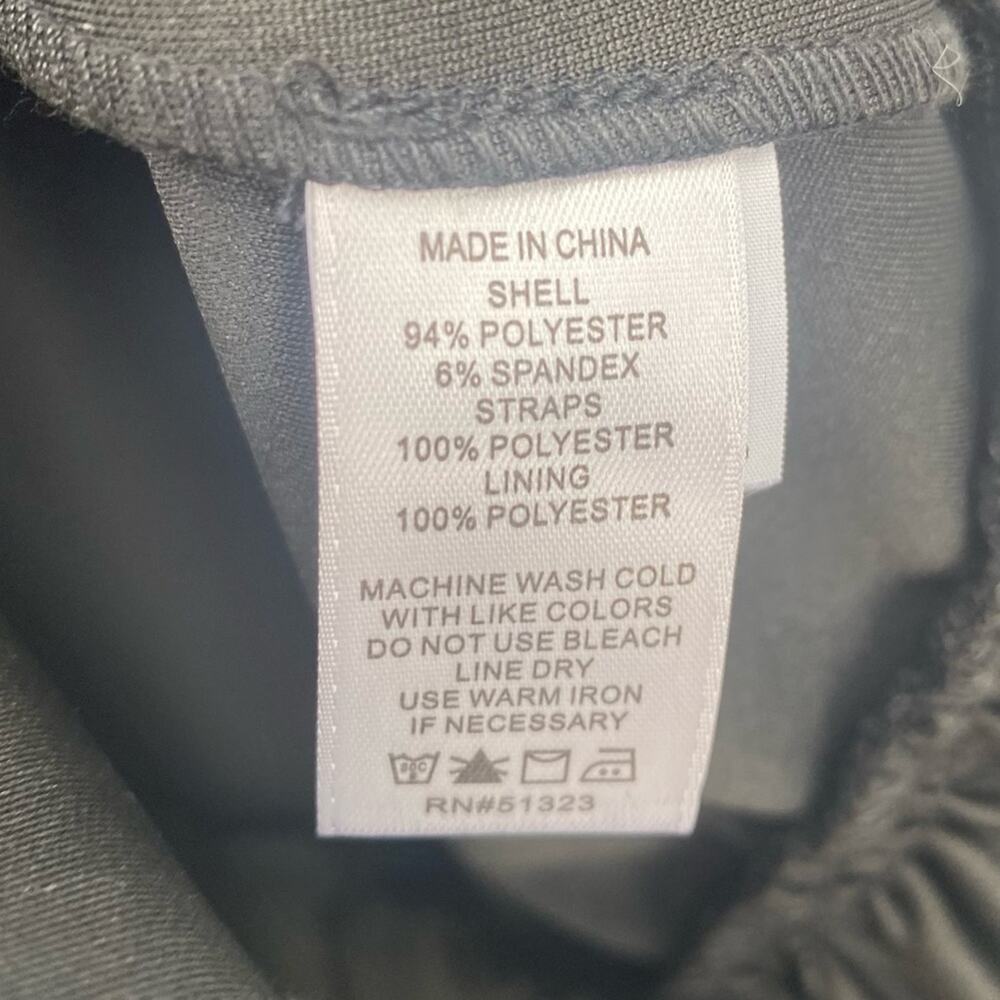 MADE IN CHINA
SHELL
94% POLYESTER
6% SPANDEX
STRAPS
100% POLYESTER
LINING
100% POLYESTER
MACHINE WASH COLD
WITH LIKE COLORS
DO NOT USE BLEACH
LINE DRY
USE WARM IRON
IF NECESSARY
RN#51323